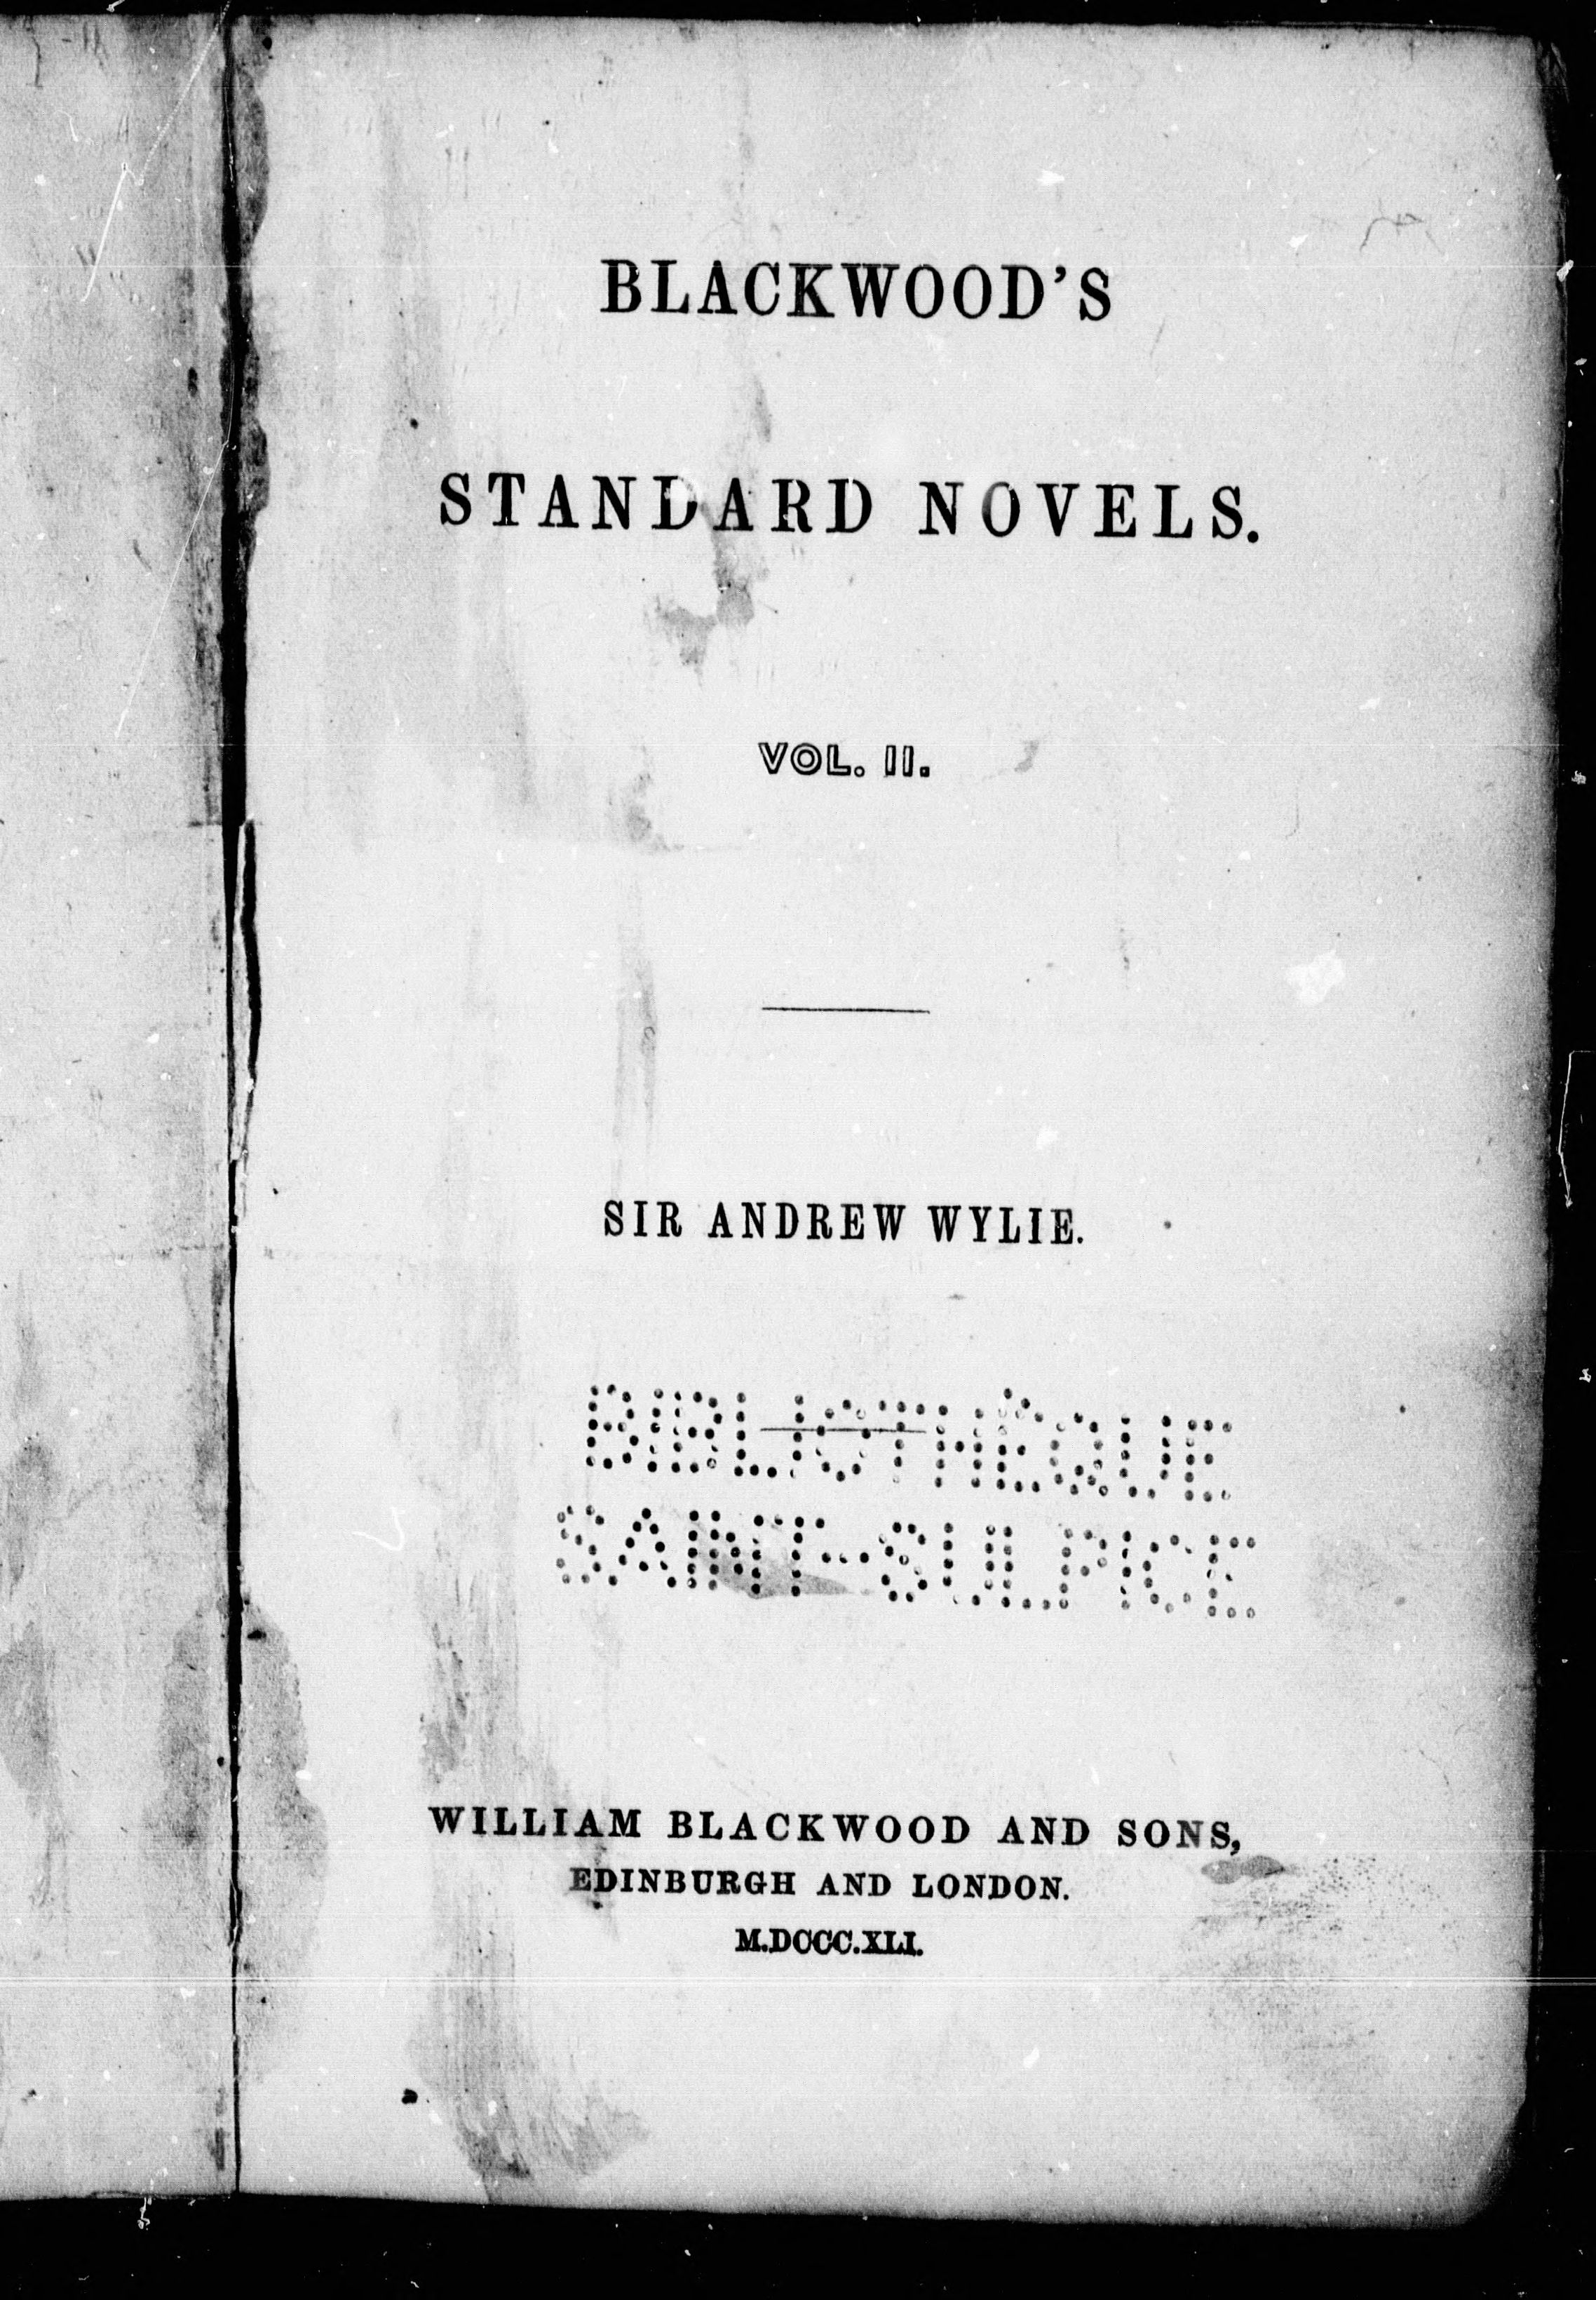 BLACKWOOD'S
STANDARD NOVELS.
VOL. II.
SIR ANDREW WYLIE.
BIBLIOTHÈQUE
SAINT-SULPICE
WILLIAM BLACKWOOD AND SONS,
EDINBURGH AND LONDON.
M.DCCC.XLI.